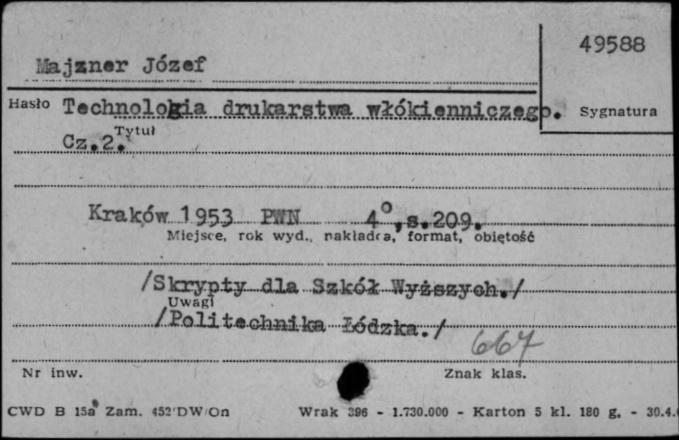 49588
Majzner Józef
Hasło Technologia drukarstwa włókienniczego. Sygnatura
Tytuł
Cz.2.
Kraków 1953 PWN 4°,s.209.
Miejsce, rok wyd., nakładca, format, objętość
/Skrypty dla Szkół Wyższych./
Uwagi
/Politechnika Łódzka./
667
Nr inw. Znak klas.
CWD B 15a Zam. 452 DW/On Wrak 396 - 1.730.000 - Karton 5 kl. 180 g. - 30.4.6